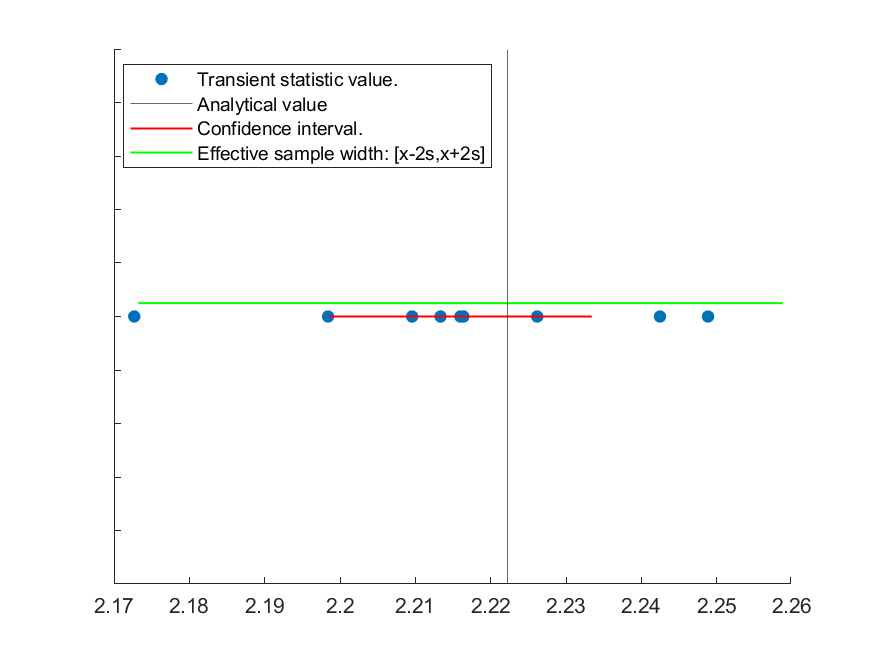 Transient statistic value.
Analytical value
Confidence interval.
Effective sample width: [x-2s,x+2s]
2.17 2.18 2.19 2.2 2.21 2.22 2.23 2.24 2.25 2.26